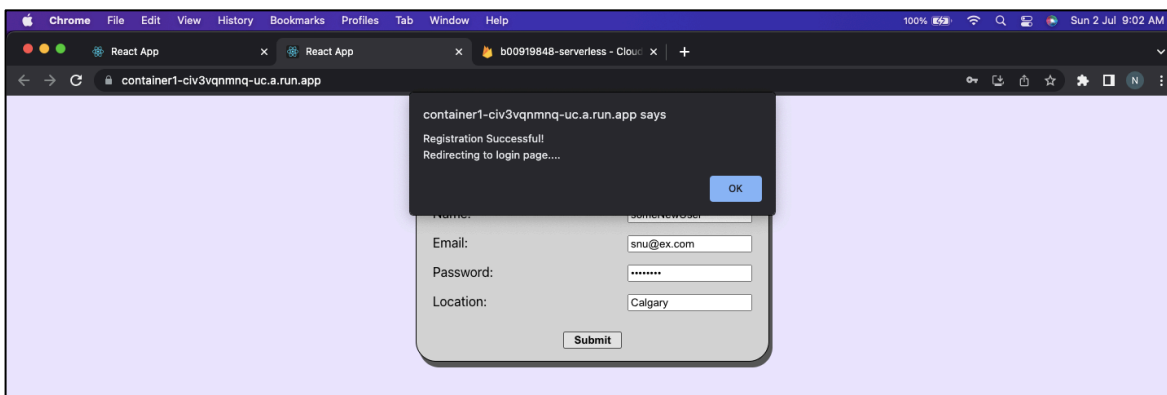 Chrome File Edit View History Bookmarks Profiles Tab Window Help 100% Sun 2 Jul 9:02 AM
React App React App b00919848-serverless - Cloud
container1-civ3vqnmnq-uc.a.run.app N
container1-civ3vqnmnq-uc.a.run.app says
Registration Successful!
Redirecting to login page....
OK
Name: someNewUser
Email: snu@ex.com
Password: ••••••••
Location: Calgary
Submit